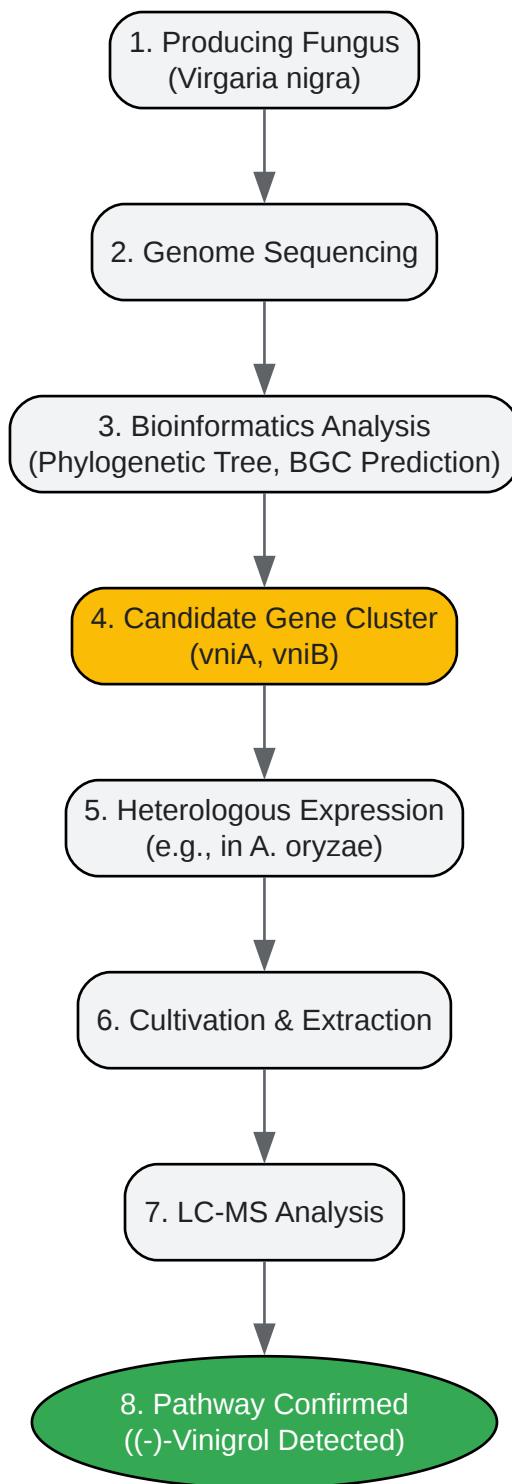 1. Producing Fungus
(Virgaria nigra)
2. Genome Sequencing
3. Bioinformatics Analysis
(Phylogenetic Tree, BGC Prediction)
4. Candidate Gene Cluster
(vniA, vniB)
5. Heterologous Expression
(e.g., in A. oryzae)
6. Cultivation & Extraction
7. LC-MS Analysis
8. Pathway Confirmed
((-)-Vinigrol Detected)